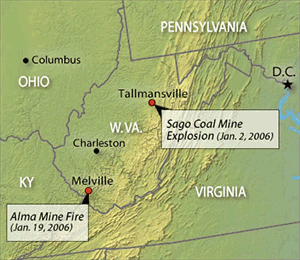 PENNSYLVANIA
Columbus
D.C.
OHIO
Tallmansville
Sago Coal Mine
Explosion (Jan. 2, 2006)
W.VA.
Charleston
KY
Melville
VIRGINIA
Alma Mine Fire
(Jan. 19, 2006)